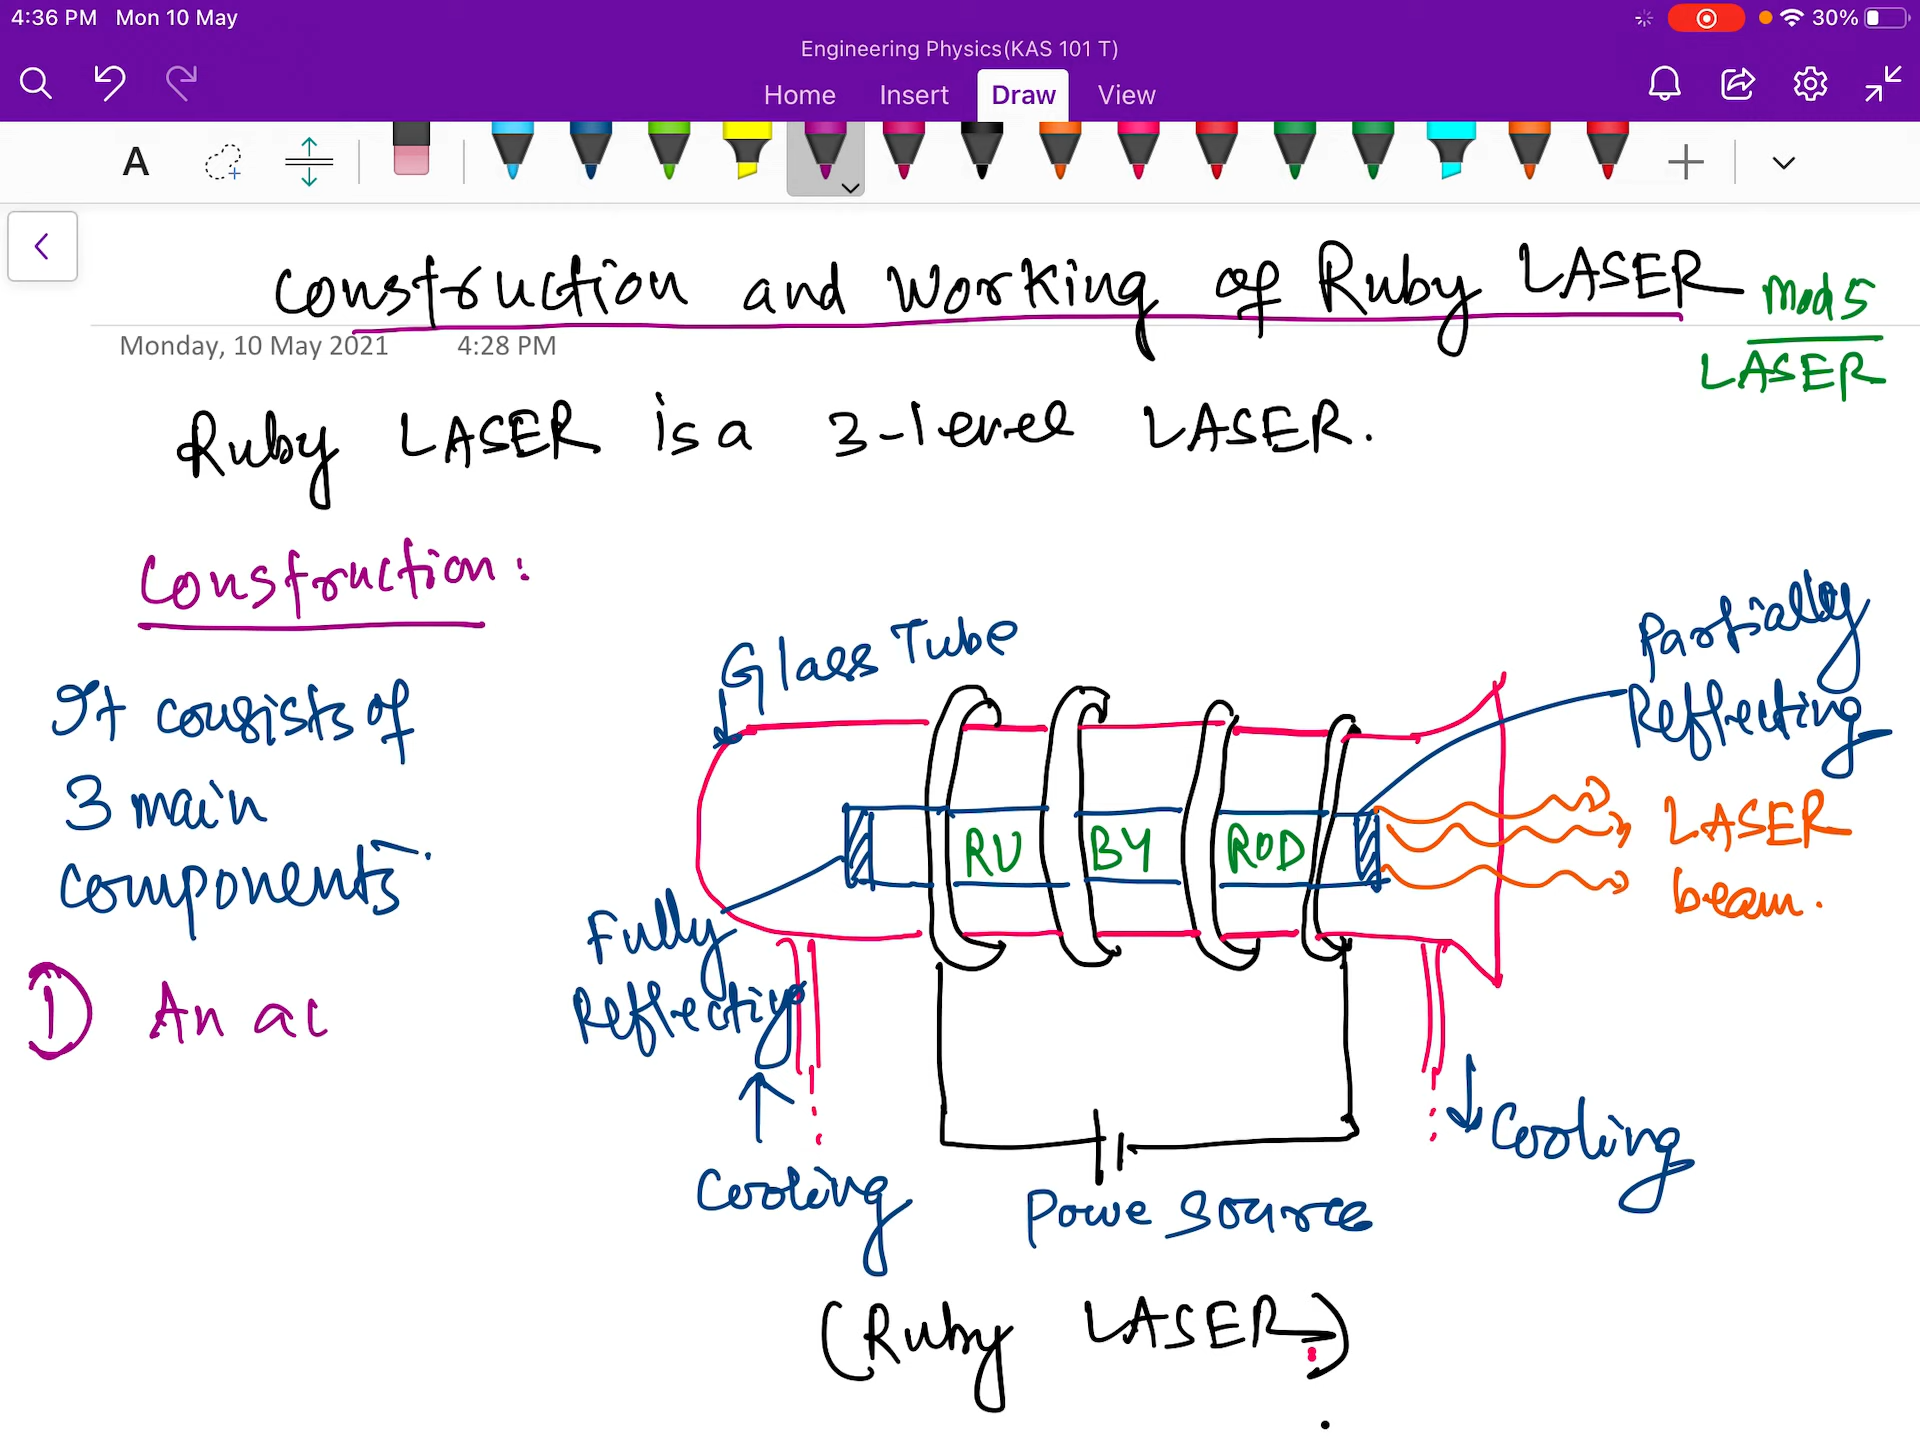 4:36 PM Mon 10 May
30%
Engineering Physics(KAS 101 T)
Home Insert Draw View
A
Construction and Working of Ruby LASER
Mod 5
LASER
Monday, 10 May 2021 4:28 PM
Ruby LASER is a 3-level LASER.
Construction:
It consists of
3 main
components.
1) An ac
Glass Tube
Partially
Reflecting
RU BY ROD
LASER
beam.
Fully
Reflecting
Cooling
Cooling
Powe source
(Ruby LASER)